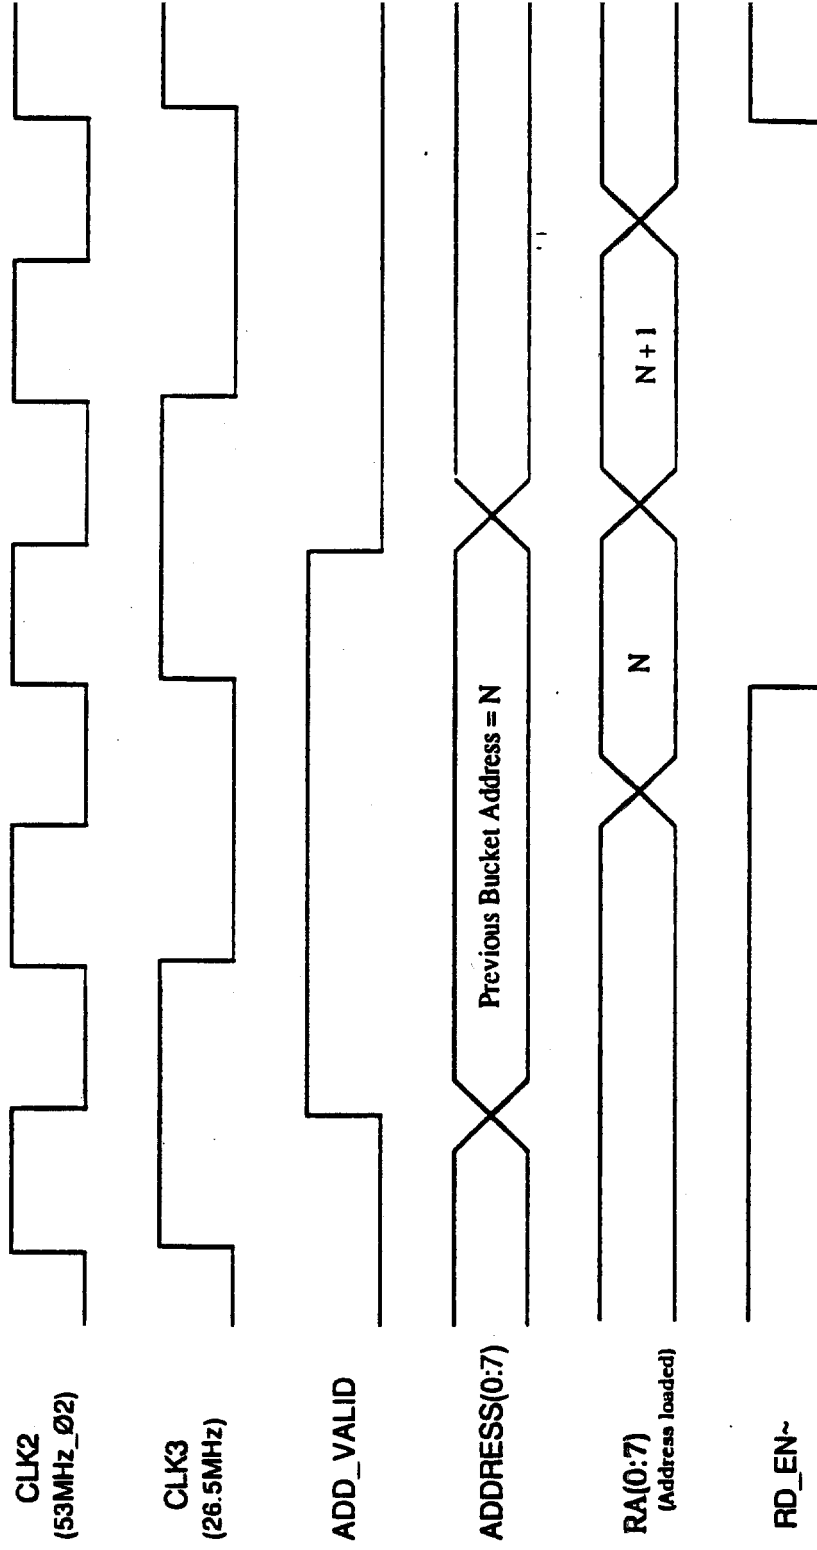 CLK2
(53MHz_Ø2)
CLK3
(26.5MHz)
ADD_VALID
ADDRESS(0:7)
Previous Bucket Address = N
RA(0:7)
(Address loaded)
N
N + 1
RD_EN~